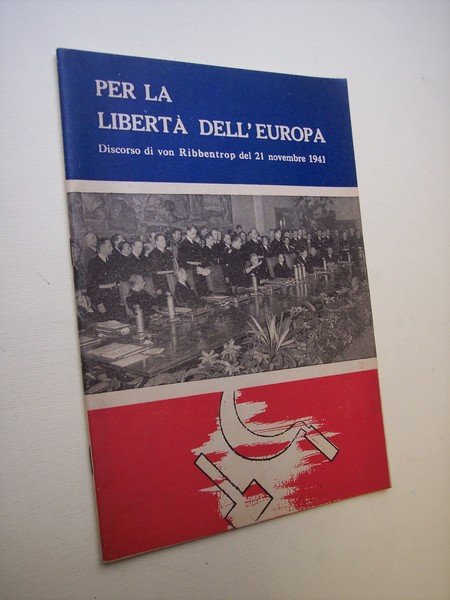 PER LA
LIBERTÀ DELL'EUROPA
Discorso di von Ribbentrop del 21 novembre 1941